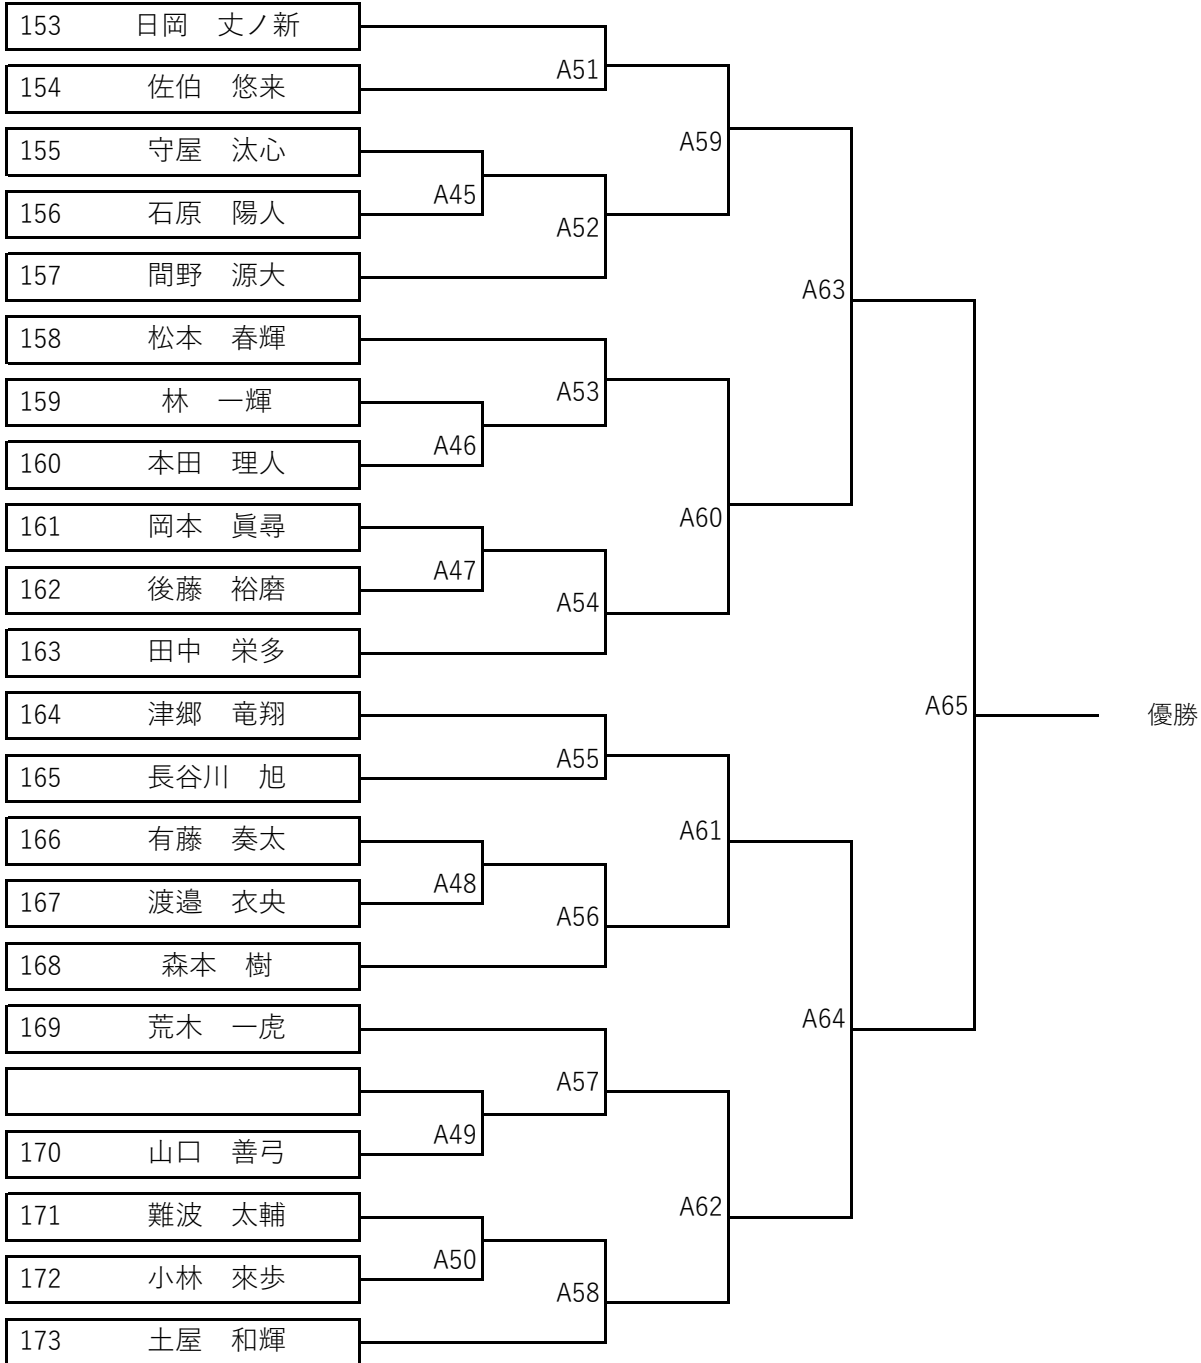 153　日岡　丈ノ新
A51
154　佐伯　悠来
A59
155　守屋　汰心
A45
156　石原　陽人
A52
157　間野　源大
A63
158　松本　春輝
A53
159　林　一輝
A46
160　本田　理人
A60
161　岡本　眞尋
A47
162　後藤　裕磨
A54
163　田中　栄多
164　津郷　竜翔
A65　優勝
A55
165　長谷川　旭
A61
166　有藤　奏太
A48
167　渡邉　衣央
A56
168　森本　樹
A64
169　荒木　一虎
A57
A49
170　山口　善弓
A62
171　難波　太輔
A50
172　小林　來歩
A58
173　土屋　和輝